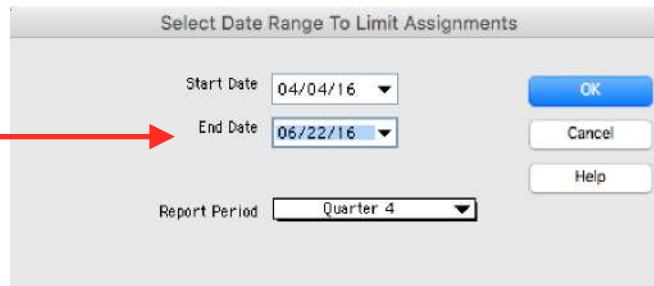 Select Date Range To Limit Assignments
Start Date 04/04/16
OK
End Date 06/22/16
Cancel
Help
Report Period Quarter 4